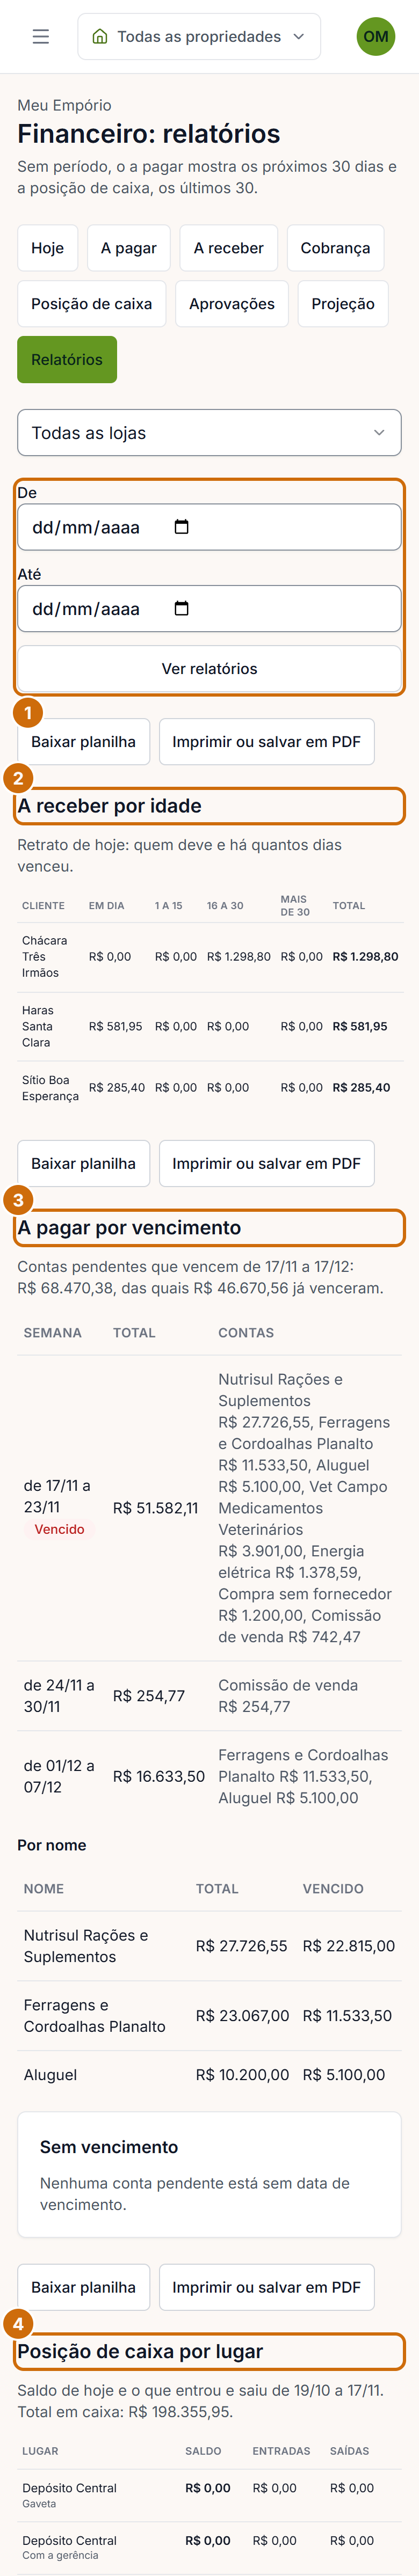 Todas as propriedades
OM
Meu Empório
Financeiro: relatórios
Sem período, o a pagar mostra os próximos 30 dias e
a posição de caixa, os últimos 30.
Hoje
A pagar
A receber
Cobrança
Posição de caixa
Aprovações
Projeção
Relatórios
Todas as lojas
De
dd/mm/aaaa
Até
dd/mm/aaaa
Ver relatórios
1
Baixar planilha
Imprimir ou salvar em PDF
2
A receber por idade
Retrato de hoje: quem deve e há quantos dias
venceu.
CLIENTE EM DIA 1 A 15 16 A 30 MAIS DE 30 TOTAL
Chácara Três Irmãos R$ 0,00 R$ 0,00 R$ 1.298,80 R$ 0,00 R$ 1.298,80
Haras Santa Clara R$ 581,95 R$ 0,00 R$ 0,00 R$ 0,00 R$ 581,95
Sítio Boa Esperança R$ 285,40 R$ 0,00 R$ 0,00 R$ 0,00 R$ 285,40
Baixar planilha
Imprimir ou salvar em PDF
3
A pagar por vencimento
Contas pendentes que vencem de 17/11 a 17/12:
R$ 68.470,38, das quais R$ 46.670,56 já venceram.
SEMANA TOTAL CONTAS
de 17/11 a
23/11
Vencido
R$ 51.582,11
Nutrisul Rações e
Suplementos
R$ 27.726,55, Ferragens
e Cordoalhas Planalto
R$ 11.533,50, Aluguel
R$ 5.100,00, Vet Campo
Medicamentos
Veterinários
R$ 3.901,00, Energia
elétrica R$ 1.378,59,
Compra sem fornecedor
R$ 1.200,00, Comissão
de venda R$ 742,47
de 24/11 a
30/11
R$ 254,77
Comissão de venda
R$ 254,77
de 01/12 a
07/12
R$ 16.633,50
Ferragens e Cordoalhas
Planalto R$ 11.533,50,
Aluguel R$ 5.100,00
Por nome
NOME TOTAL VENCIDO
Nutrisul Rações e
Suplementos
R$ 27.726,55 R$ 22.815,00
Ferragens e
Cordoalhas Planalto
R$ 23.067,00 R$ 11.533,50
Aluguel R$ 10.200,00 R$ 5.100,00
Sem vencimento
Nenhuma conta pendente está sem data de
vencimento.
Baixar planilha
Imprimir ou salvar em PDF
4
Posição de caixa por lugar
Saldo de hoje e o que entrou e saiu de 19/10 a 17/11.
Total em caixa: R$ 198.355,95.
LUGAR SALDO ENTRADAS SAÍDAS
Depósito Central R$ 0,00 R$ 0,00 R$ 0,00
Gaveta
Depósito Central R$ 0,00 R$ 0,00 R$ 0,00
Com a gerência